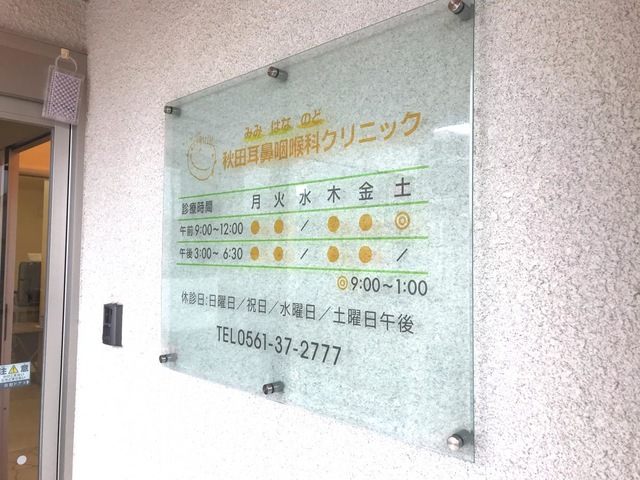 みみ はな のど
秋田耳鼻咽喉科クリニック
診療時間 月 火 水 木 金 土
午前 9:00〜12:00 ● ● / ● ● ◎
午後 3:00〜 6:30 ● ● / ● ● /
◎ 9:00〜1:00
休診日:日曜日/祝日/水曜日/土曜日午後
TEL0561-37-2777
注 意